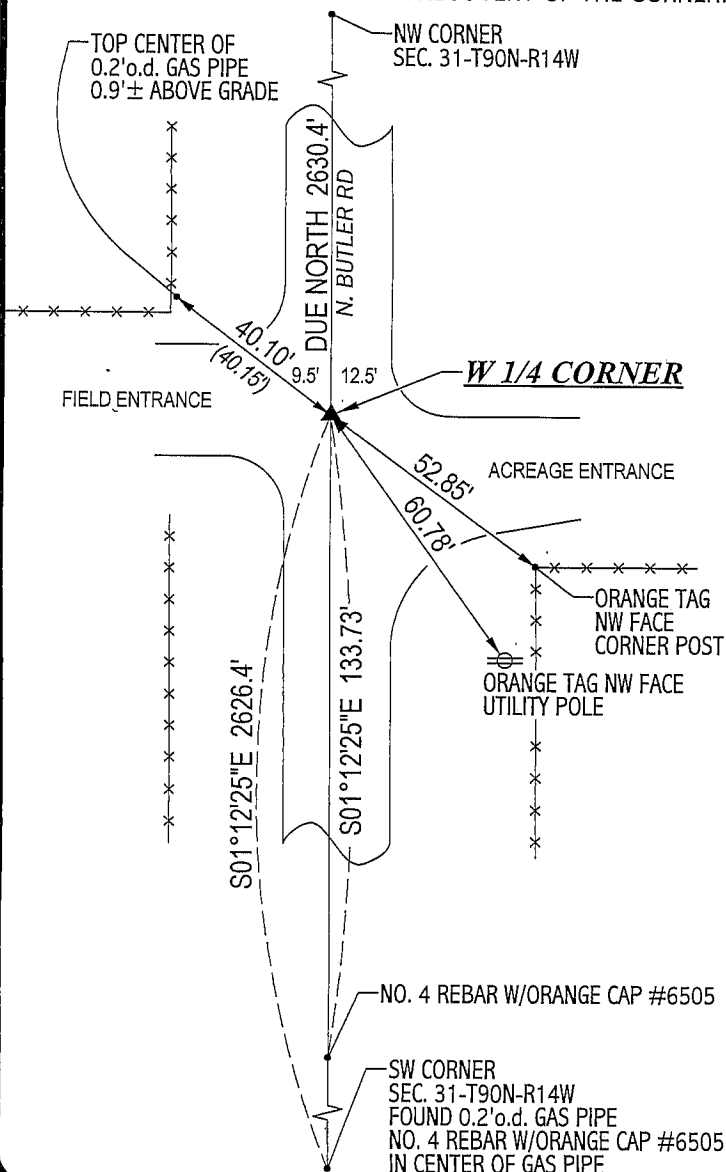 NW CORNER
SEC. 31-T90N-R14W
TOP CENTER OF
0.2'o.d. GAS PIPE
0.9'± ABOVE GRADE
DUE NORTH 2630.4'
N. BUTLER RD
40.10'
(40.15')
9.5'
12.5'
W 1/4 CORNER
FIELD ENTRANCE
ACREAGE ENTRANCE
52.85'
60.78'
ORANGE TAG
NW FACE
CORNER POST
ORANGE TAG NW FACE
UTILITY POLE
S01°12'25"E 2626.4'
S01°12'25"E 133.73'
NO. 4 REBAR W/ORANGE CAP #6505
SW CORNER
SEC. 31-T90N-R14W
FOUND 0.2'o.d. GAS PIPE
NO. 4 REBAR W/ORANGE CAP #6505
IN CENTER OF GAS PIPE